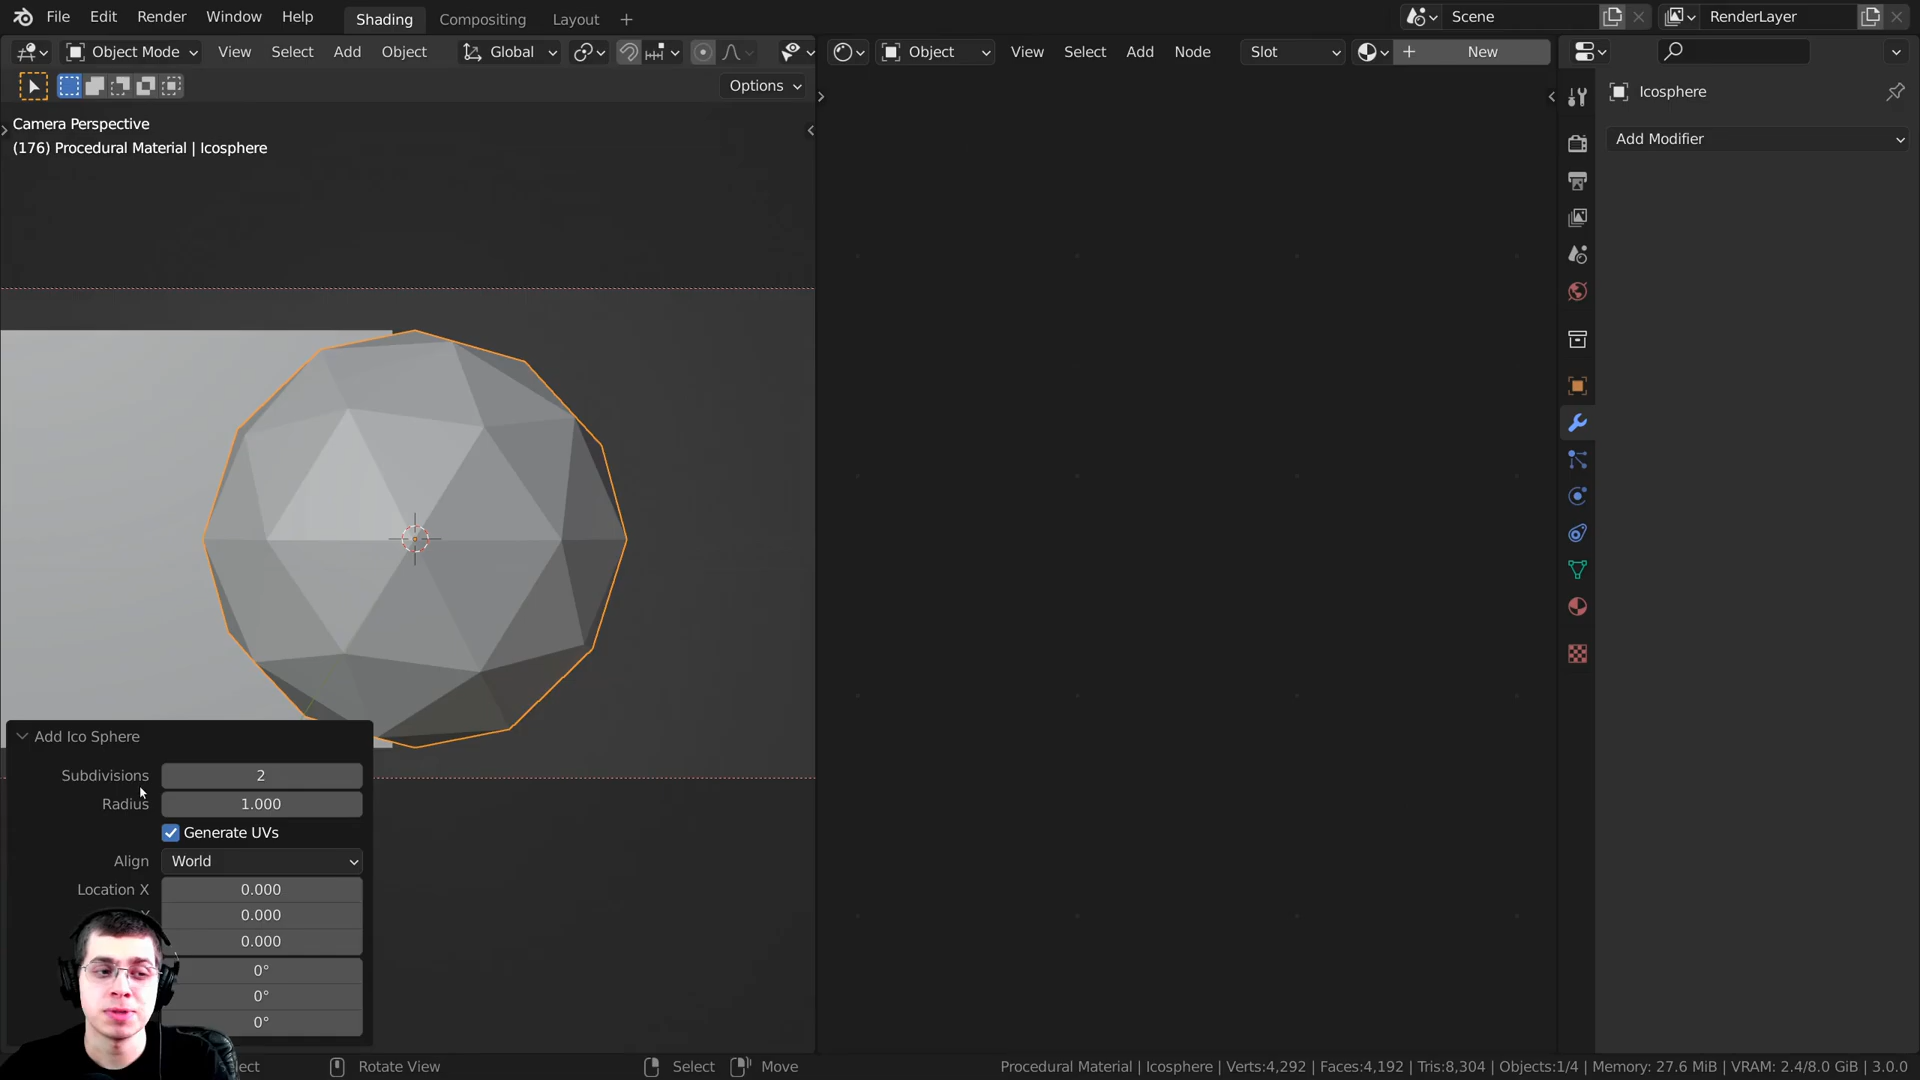 File Edit Render Window Help Shading Compositing Layout + Scene RenderLayer
Object Mode View Select Add Object Global Object View Select Add Node Slot New
Options
Icosphere
Camera Perspective
(176) Procedural Material | Icosphere
Add Modifier
Add Ico Sphere
Subdivisions 2
Radius 1.000
Generate UVs
Align World
Location X 0.000
Y 0.000
0.000
0°
0°
0°
Rotate View Select Move Procedural Material | Icosphere | Verts:4,292 | Faces:4,192 | Tris:8,304 | Objects:1/4 | Memory: 27.6 MiB | VRAM: 2.4/8.0 GiB | 3.0.0